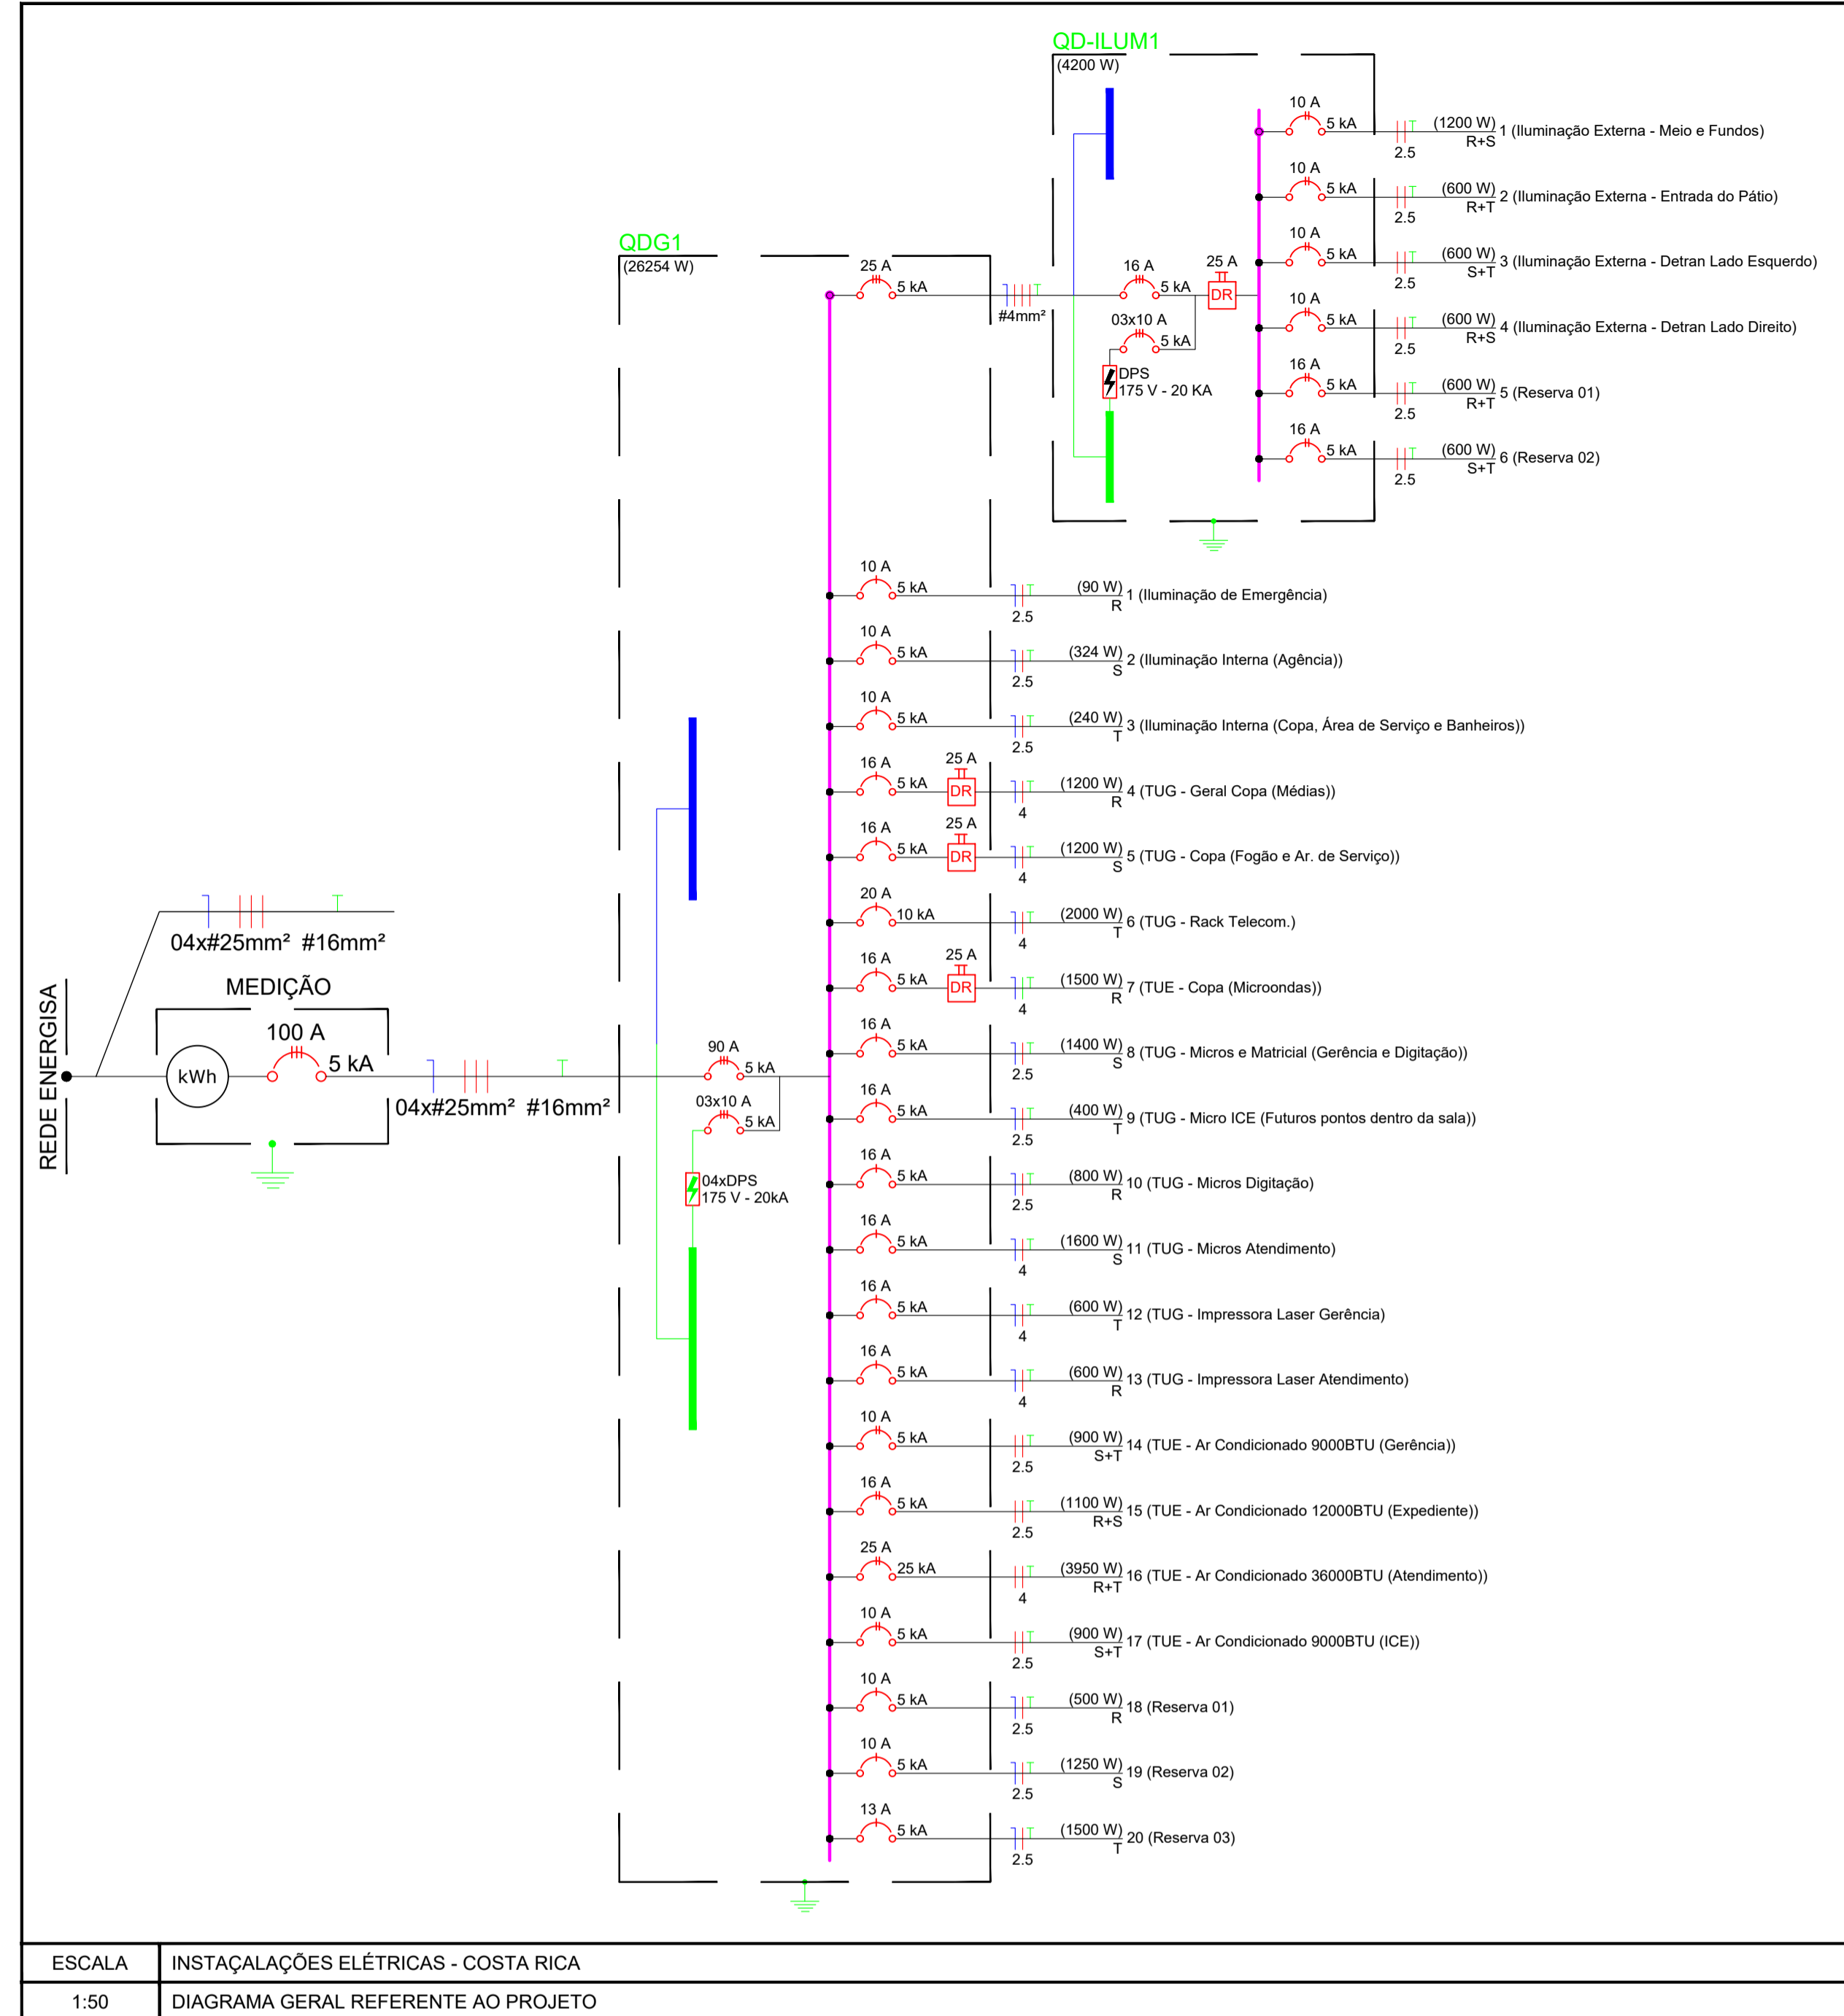 QD-ILUM1
(4200 W)
10 A
5 kA
2.5
(1200 W)
R+S
1 (Iluminação Externa - Meio e Fundos)
10 A
5 kA
2.5
(600 W)
R+T
2 (Iluminação Externa - Entrada do Pátio)
10 A
5 kA
2.5
(600 W)
S+T
3 (Iluminação Externa - Detran Lado Esquerdo)
10 A
5 kA
2.5
(600 W)
R+S
4 (Iluminação Externa - Detran Lado Direito)
16 A
5 kA
2.5
(600 W)
R+T
5 (Reserva 01)
16 A
5 kA
2.5
(600 W)
S+T
6 (Reserva 02)
16 A
5 kA
25 A
DR
03x10 A
5 kA
DPS
175 V - 20 KA
QDG1
(26254 W)
25 A
5 kA
#4mm²
10 A
5 kA
2.5
(90 W)
R
1 (Iluminação de Emergência)
10 A
5 kA
2.5
(324 W)
S
2 (Iluminação Interna (Agência))
10 A
5 kA
2.5
(240 W)
T
3 (Iluminação Interna (Copa, Área de Serviço e Banheiros))
16 A
5 kA
25 A
DR
4
(1200 W)
R
4 (TUG - Geral Copa (Médias))
16 A
5 kA
25 A
DR
4
(1200 W)
S
5 (TUG - Copa (Fogão e Ar. de Serviço))
20 A
10 kA
4
(2000 W)
T
6 (TUG - Rack Telecom.)
16 A
5 kA
25 A
DR
4
(1500 W)
R
7 (TUE - Copa (Microondas))
16 A
5 kA
2.5
(1400 W)
S
8 (TUG - Micros e Matricial (Gerência e Digitação))
16 A
5 kA
2.5
(400 W)
T
9 (TUG - Micro ICE (Futuros pontos dentro da sala))
16 A
5 kA
2.5
(800 W)
R
10 (TUG - Micros Digitação)
16 A
5 kA
4
(1600 W)
S
11 (TUG - Micros Atendimento)
16 A
5 kA
4
(600 W)
T
12 (TUG - Impressora Laser Gerência)
16 A
5 kA
4
(600 W)
R
13 (TUG - Impressora Laser Atendimento)
10 A
5 kA
2.5
(900 W)
S+T
14 (TUE - Ar Condicionado 9000BTU (Gerência))
16 A
5 kA
2.5
(1100 W)
R+S
15 (TUE - Ar Condicionado 12000BTU (Expediente))
25 A
25 kA
4
(3950 W)
R+T
16 (TUE - Ar Condicionado 36000BTU (Atendimento))
10 A
5 kA
2.5
(900 W)
S+T
17 (TUE - Ar Condicionado 9000BTU (ICE))
10 A
5 kA
2.5
(500 W)
R
18 (Reserva 01)
10 A
5 kA
2.5
(1250 W)
S
19 (Reserva 02)
13 A
5 kA
2.5
(1500 W)
T
20 (Reserva 03)
90 A
5 kA
03x10 A
5 kA
04xDPS
175 V - 20kA
04x#25mm² #16mm²
MEDIÇÃO
100 A
5 kA
kWh
04x#25mm² #16mm²
REDE ENERGISA
ESCALA
INSTAÇALAÇÕES ELÉTRICAS - COSTA RICA
1:50
DIAGRAMA GERAL REFERENTE AO PROJETO